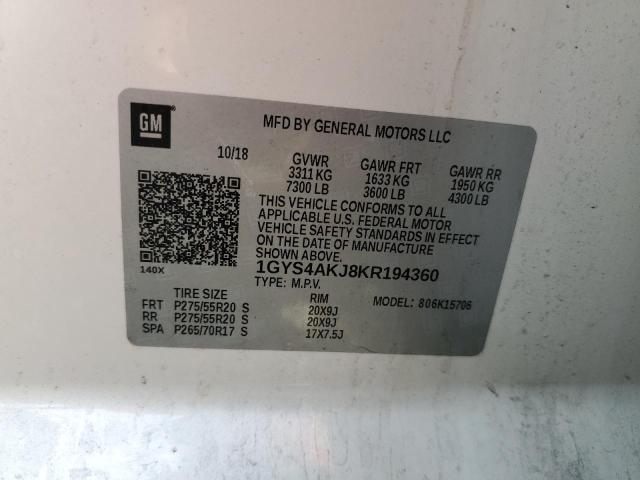 GM
MFD BY GENERAL MOTORS LLC
10/18 GVWR GAWR FRT GAWR RR
3311 KG 1633 KG 1950 KG
7300 LB 3600 LB 4300 LB
THIS VEHICLE CONFORMS TO ALL
APPLICABLE U.S. FEDERAL MOTOR
VEHICLE SAFETY STANDARDS IN
EFFECT ON THE DATE OF MANUFACTURE
SHOWN ABOVE.
140X
1GYS4AKJ8KR194360
TYPE: M.P.V. MODEL: 806K15706
TIRE SIZE RIM
FRT P275/55R20 S 20X9J
RR P275/55R20 S 20X9J
SPA P265/70R17 S 17X7.5J